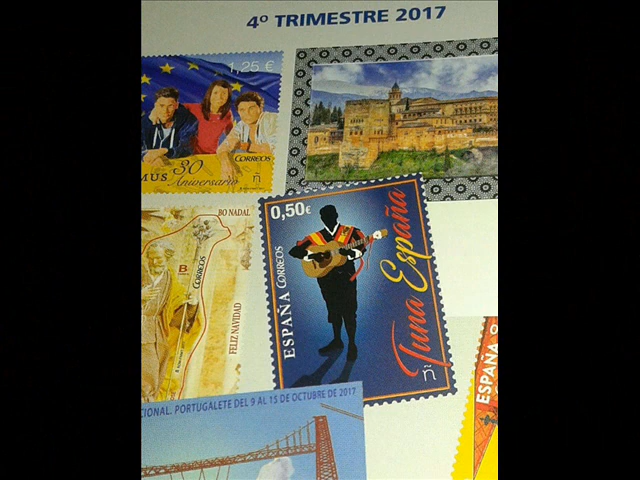 4º TRIMESTRE 2017
1,25 €
CORREOS
MUS 30
Aniversario
ñ
BO NADAL
B
CORREOS
FELIZ NAVIDAD
0,50€
ESPAÑA CORREOS
Tuna España
ñ
ESPAÑA
CIONAL. PORTUGALETE DEL 9 AL 15 DE OCTUBRE DE 2017